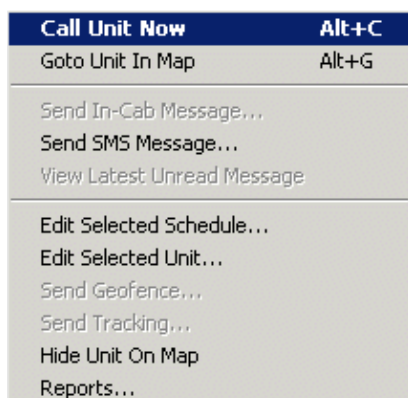 Call Unit Now Alt+C
Goto Unit In Map Alt+G
Send In-Cab Message...
Send SMS Message...
View Latest Unread Message
Edit Selected Schedule...
Edit Selected Unit...
Send Geofence...
Send Tracking...
Hide Unit On Map
Reports...